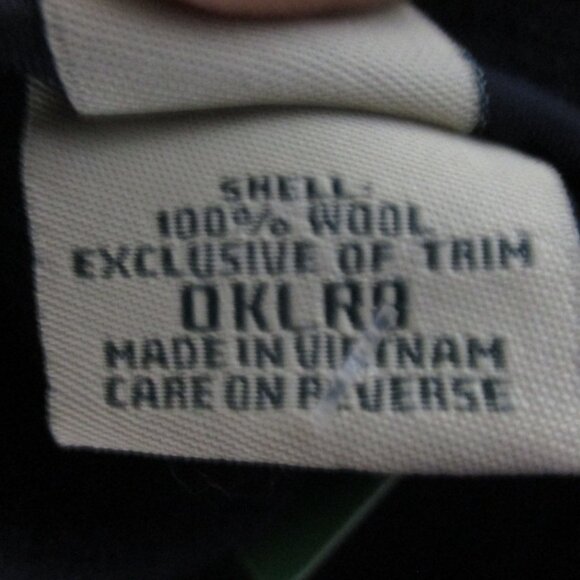 SHELL:
100% WOOL
EXCLUSIVE OF TRIM
OKLR8
MADE IN VIETNAM
CARE ON REVERSE